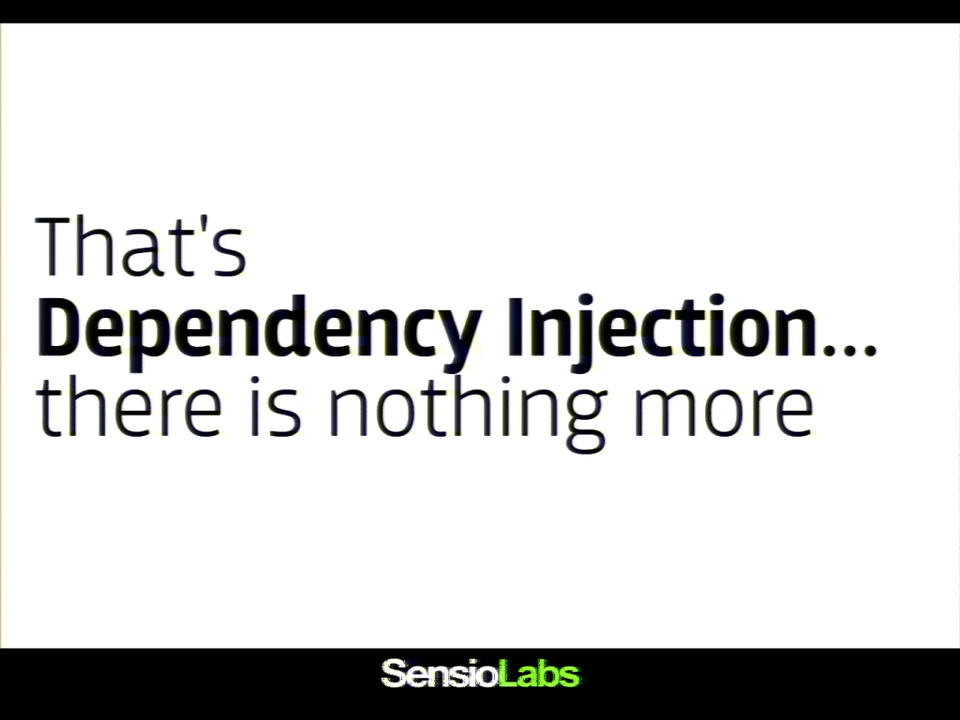 That's
Dependency Injection...
there is nothing more
SensioLabs